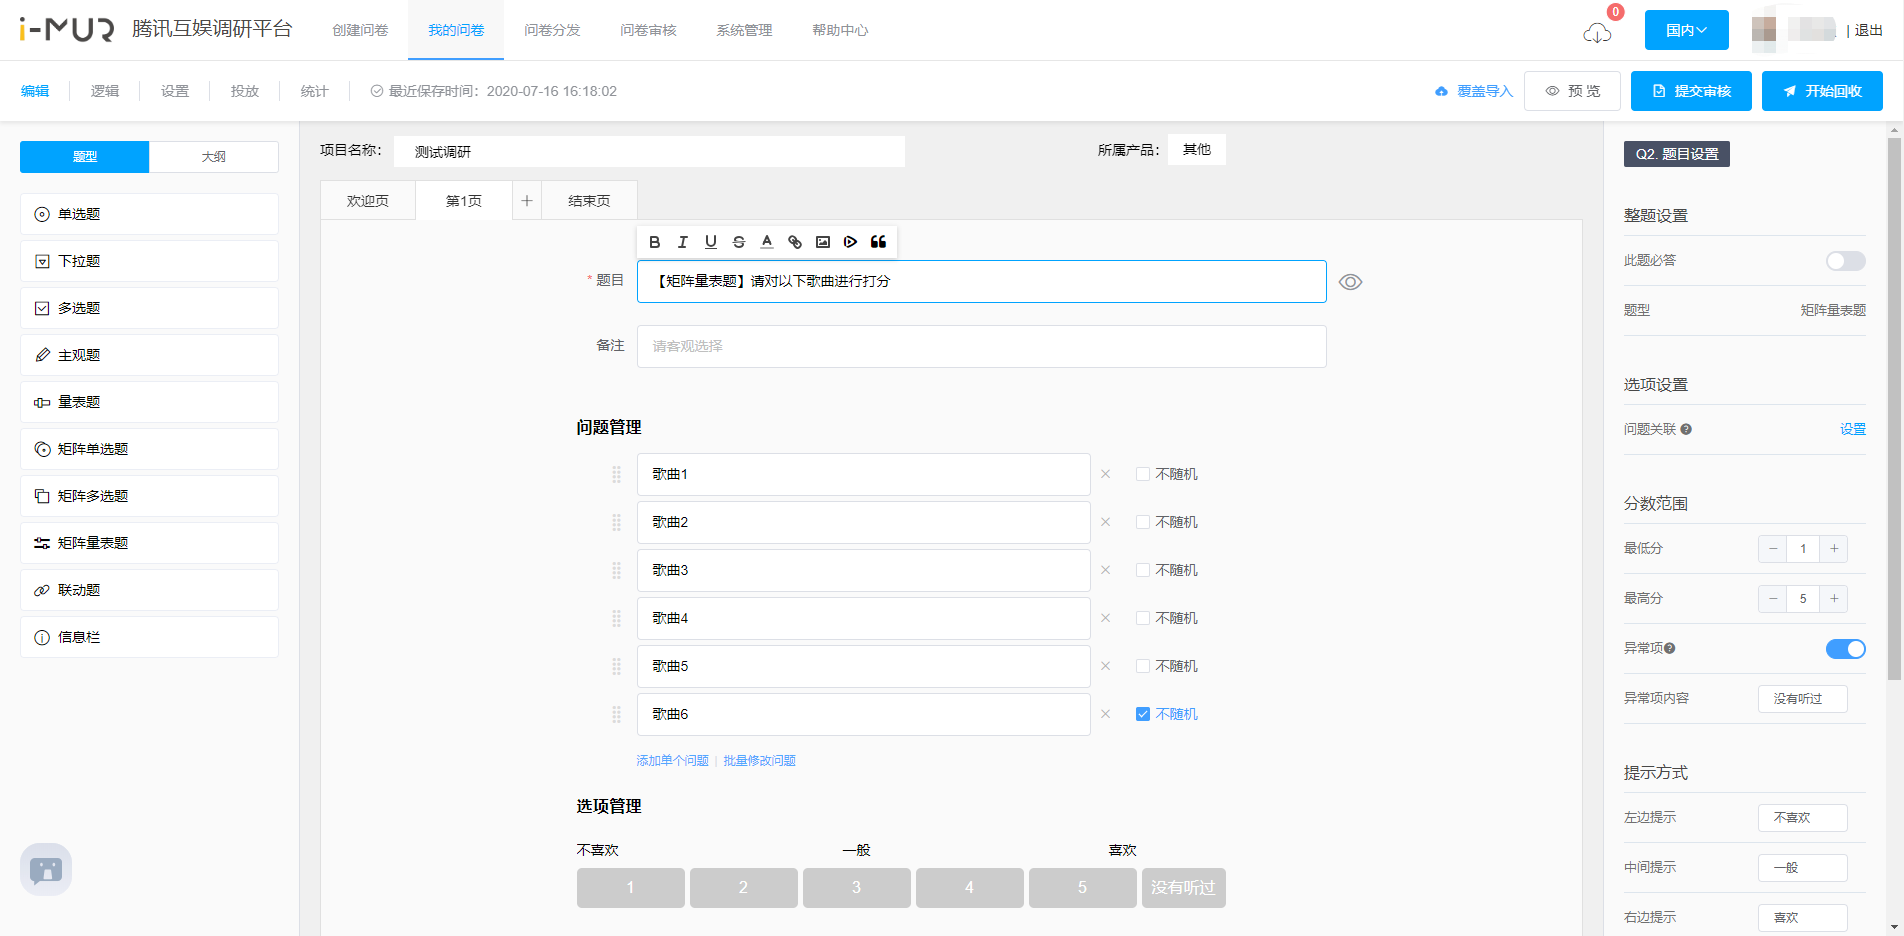 i-MUR 腾讯互娱调研平台 创建问卷 我的问卷 问卷分发 问卷审核 系统管理 帮助中心 0 国内 | 退出
编辑 逻辑 设置 投放 统计 最近保存时间：2020-07-16 16:18:02 覆盖导入 预 览 提交审核 开始回收
题型 大纲
单选题
下拉题
多选题
主观题
量表题
矩阵单选题
矩阵多选题
矩阵量表题
联动题
信息栏
项目名称： 测试调研 所属产品： 其他
欢迎页 第1页 + 结束页
B I U S A
* 题目 【矩阵量表题】请对以下歌曲进行打分
备注 请客观选择
问题管理
歌曲1 × 不随机
歌曲2 × 不随机
歌曲3 × 不随机
歌曲4 × 不随机
歌曲5 × 不随机
歌曲6 × 不随机
添加单个问题 | 批量修改问题
选项管理
不喜欢 一般 喜欢
1 2 3 4 5 没有听过
Q2. 题目设置
整题设置
此题必答
题型 矩阵量表题
选项设置
问题关联 ? 设置
分数范围
最低分 − 1 +
最高分 − 5 +
异常项 ?
异常项内容 没有听过
提示方式
左边提示 不喜欢
中间提示 一般
右边提示 喜欢